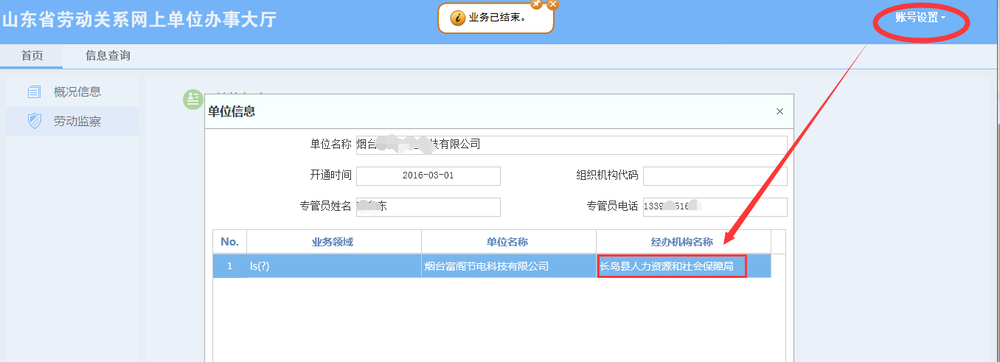 山东省劳动关系网上单位办事大厅
业务已结束。
账号设置
首页 信息查询
概况信息
劳动监察
单位信息
单位名称 烟台 技有限公司
开通时间 2016-03-01 组织机构代码
专管员姓名 东 专管员电话 139 516
No. 业务领域 单位名称 经办机构名称
1 ls(?) 烟台富阁节电科技有限公司 长岛县人力资源和社会保障局